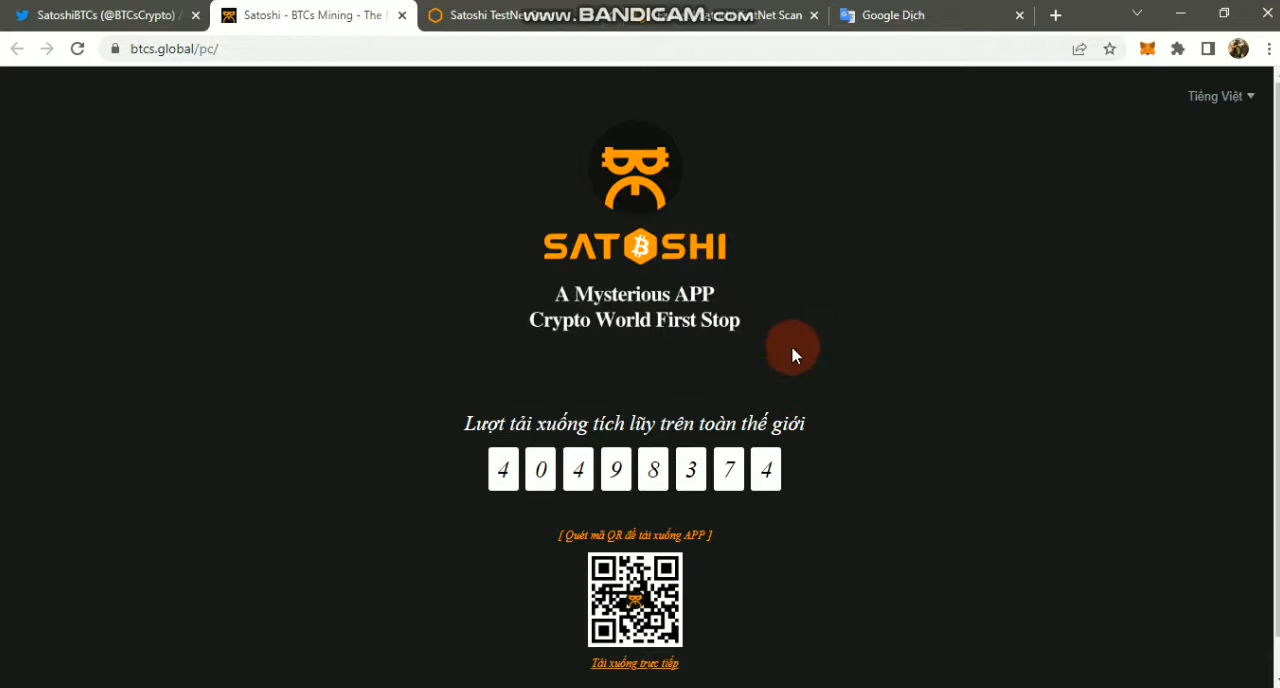 SatoshiBTCs (@BTCsCrypto) /
Satoshi - BTCs Mining - The
Satoshi TestNe
www.BANDICAM.com
tNet Scan
Google Dịch
btcs.global/pc/
Tiếng Việt
SATOSHI
A Mysterious APP
Crypto World First Stop
Lượt tải xuống tích lũy trên toàn thế giới
4 0 4 9 8 3 7 4
[ Quét mã QR để tải xuống APP ]
Tải xuống trực tiếp